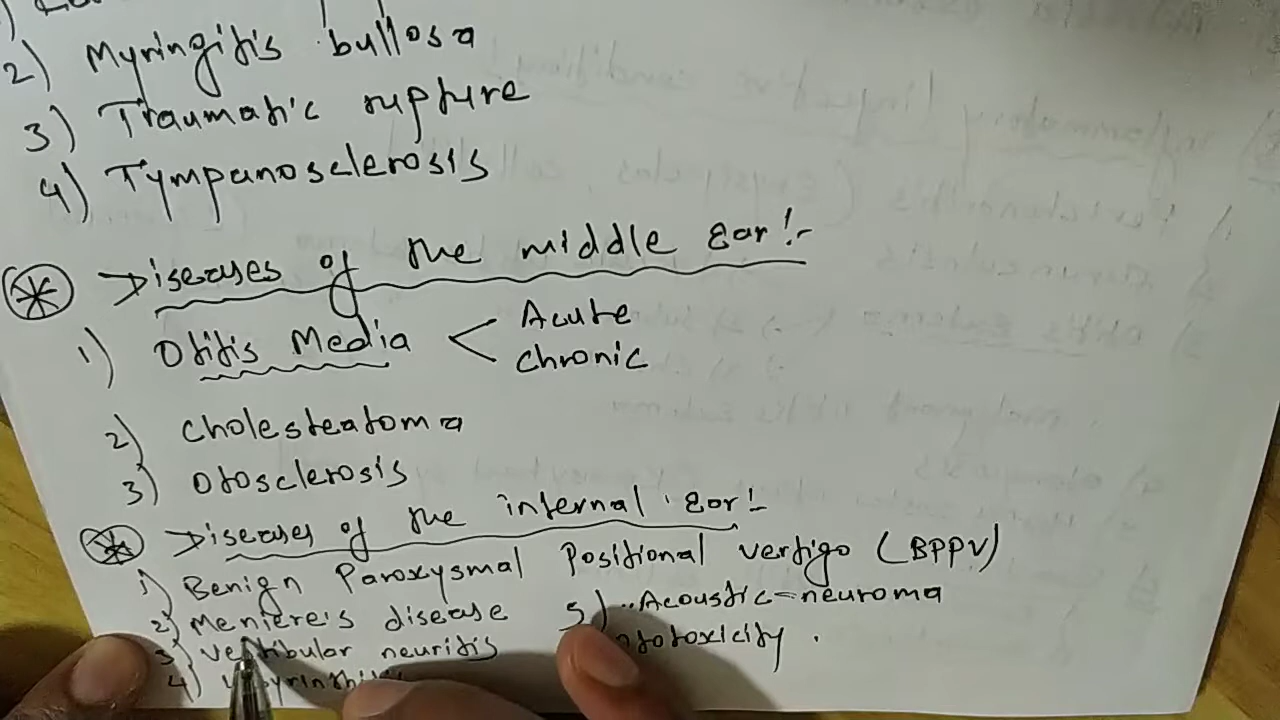 2) Myringitis bullosa
3) Traumatic rupture
4) Tympanosclerosis
Diseases of the middle Ear!-
1) Otitis Media < Acute
Chronic
2) Cholesteatoma
3) Otosclerosis
Diseases of the internal Ear!-
1) Benign Paroxysmal Positional vertigo (BPPV)
2) Meniere's disease
3) Vestibular neuritis
4)
5) Acoustic-neuroma
ototoxicity.